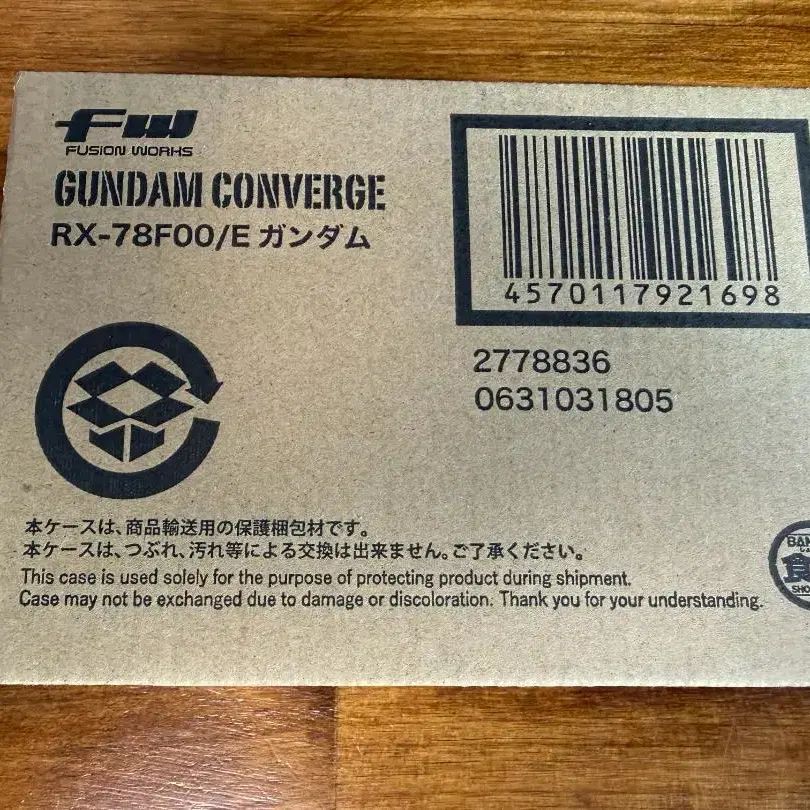 FW
FUSION WORKS
GUNDAM CONVERGE
RX-78F00/E ガンダム
4570117921698
2778836
0631031805
本ケースは、商品輸送用の保護梱包材です。
本ケースは、つぶれ、汚れ等による交換は出来ません。ご了承ください。
This case is used solely for the purpose of protecting product during shipment.
Case may not be exchanged due to damage or discoloration. Thank you for your understanding.
BAN
食
SHO